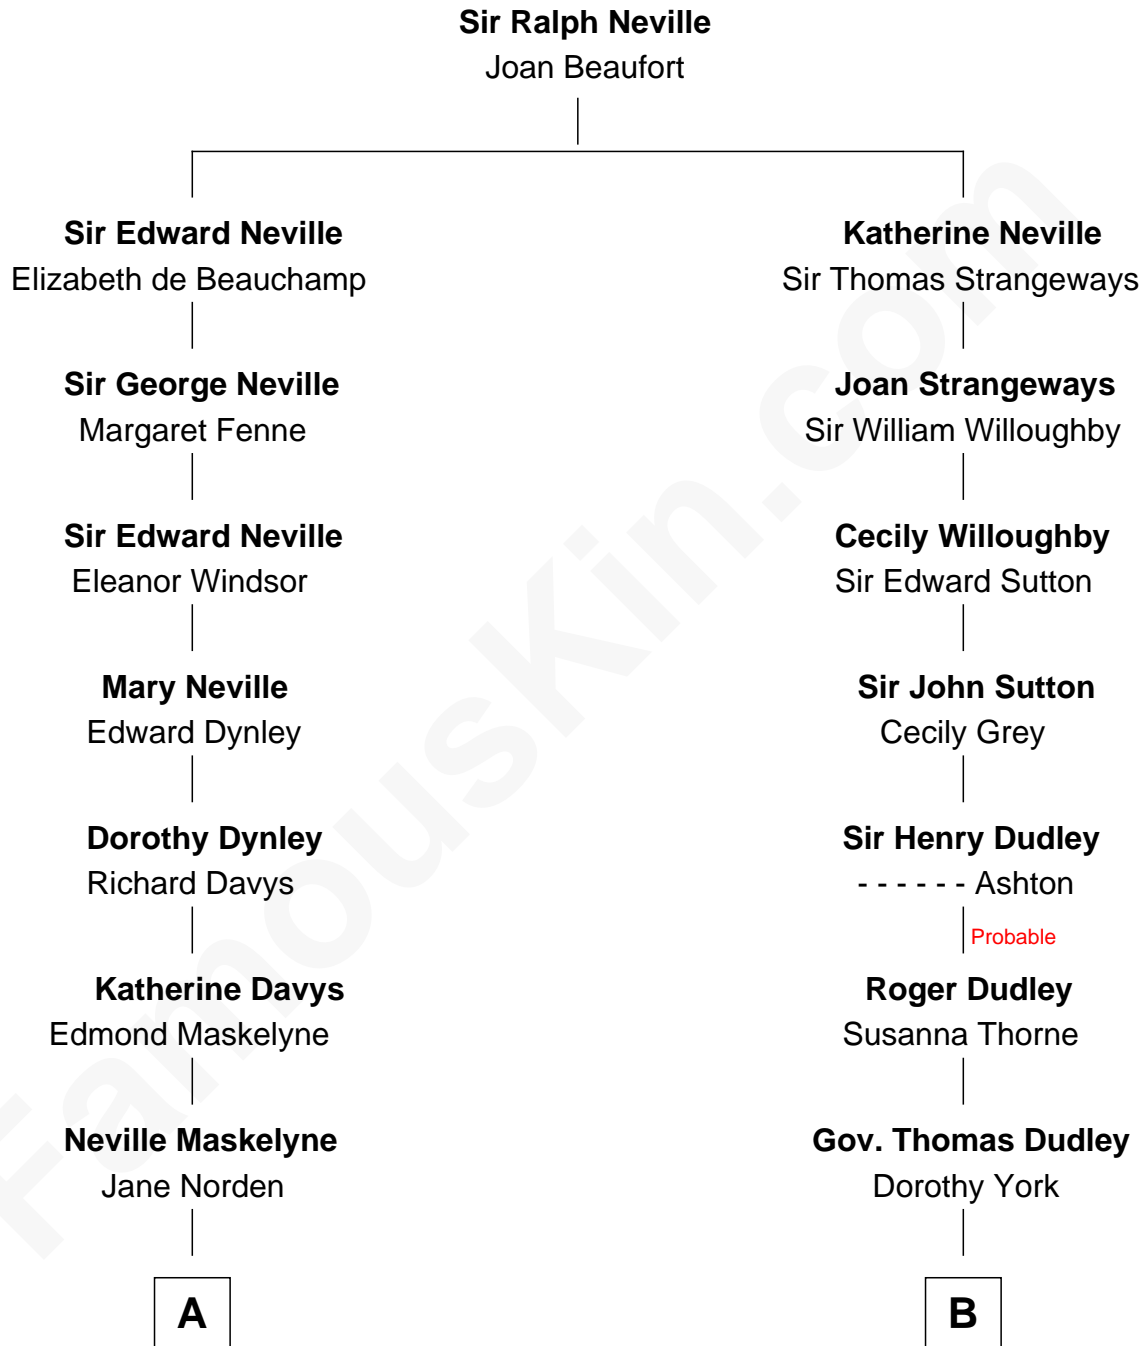 Sir Ralph Neville
Joan Beaufort
Sir Edward Neville
Elizabeth de Beauchamp
Sir George Neville
Margaret Fenne
Sir Edward Neville
Eleanor Windsor
Mary Neville
Edward Dynley
Dorothy Dynley
Richard Davys
Katherine Davys
Edmond Maskelyne
Neville Maskelyne
Jane Norden
A
Katherine Neville
Sir Thomas Strangeways
Joan Strangeways
Sir William Willoughby
Cecily Willoughby
Sir Edward Sutton
Sir John Sutton
Cecily Grey
Sir Henry Dudley
- - - - - - Ashton
Probable
Roger Dudley
Susanna Thorne
Gov. Thomas Dudley
Dorothy York
B
FamousKin.com